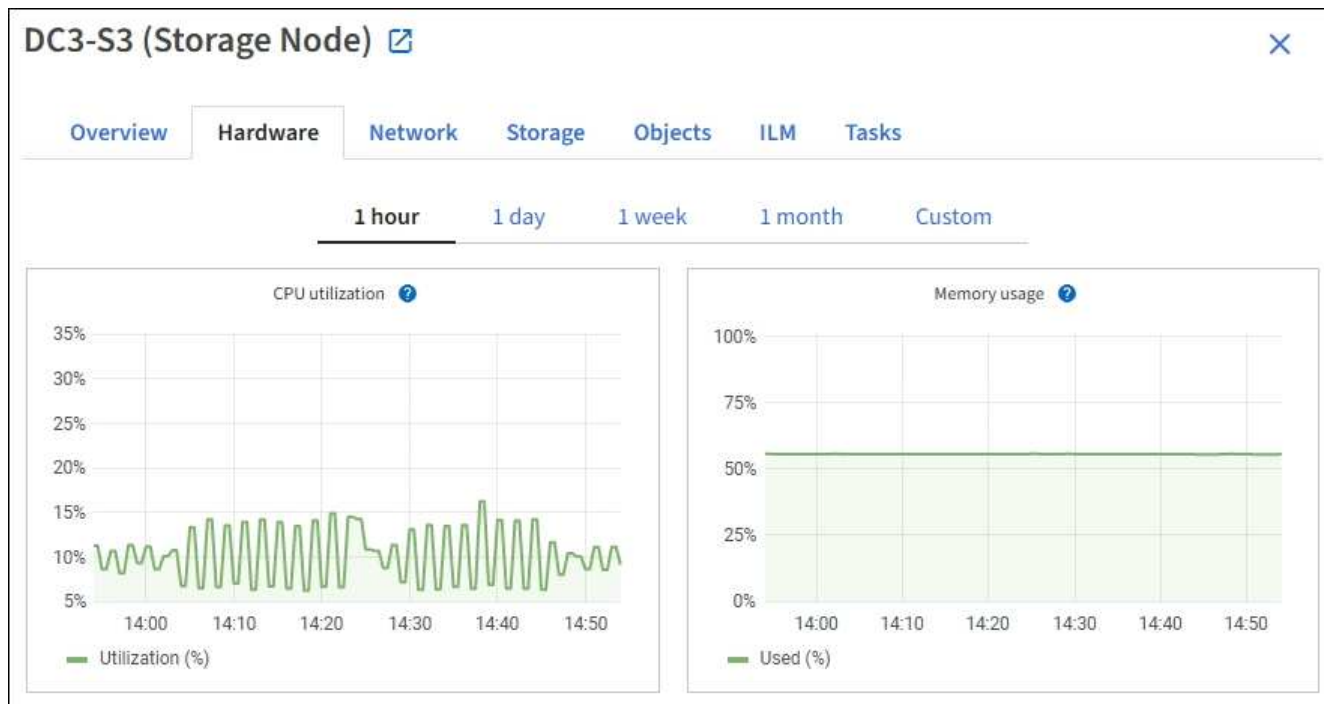 DC3-S3 (Storage Node)
Overview Hardware Network Storage Objects ILM Tasks
1 hour 1 day 1 week 1 month Custom
CPU utilization ?
35%
30%
25%
20%
15%
10%
5%
14:00 14:10 14:20 14:30 14:40 14:50
Utilization (%)
Memory usage ?
100%
75%
50%
25%
0%
14:00 14:10 14:20 14:30 14:40 14:50
Used (%)